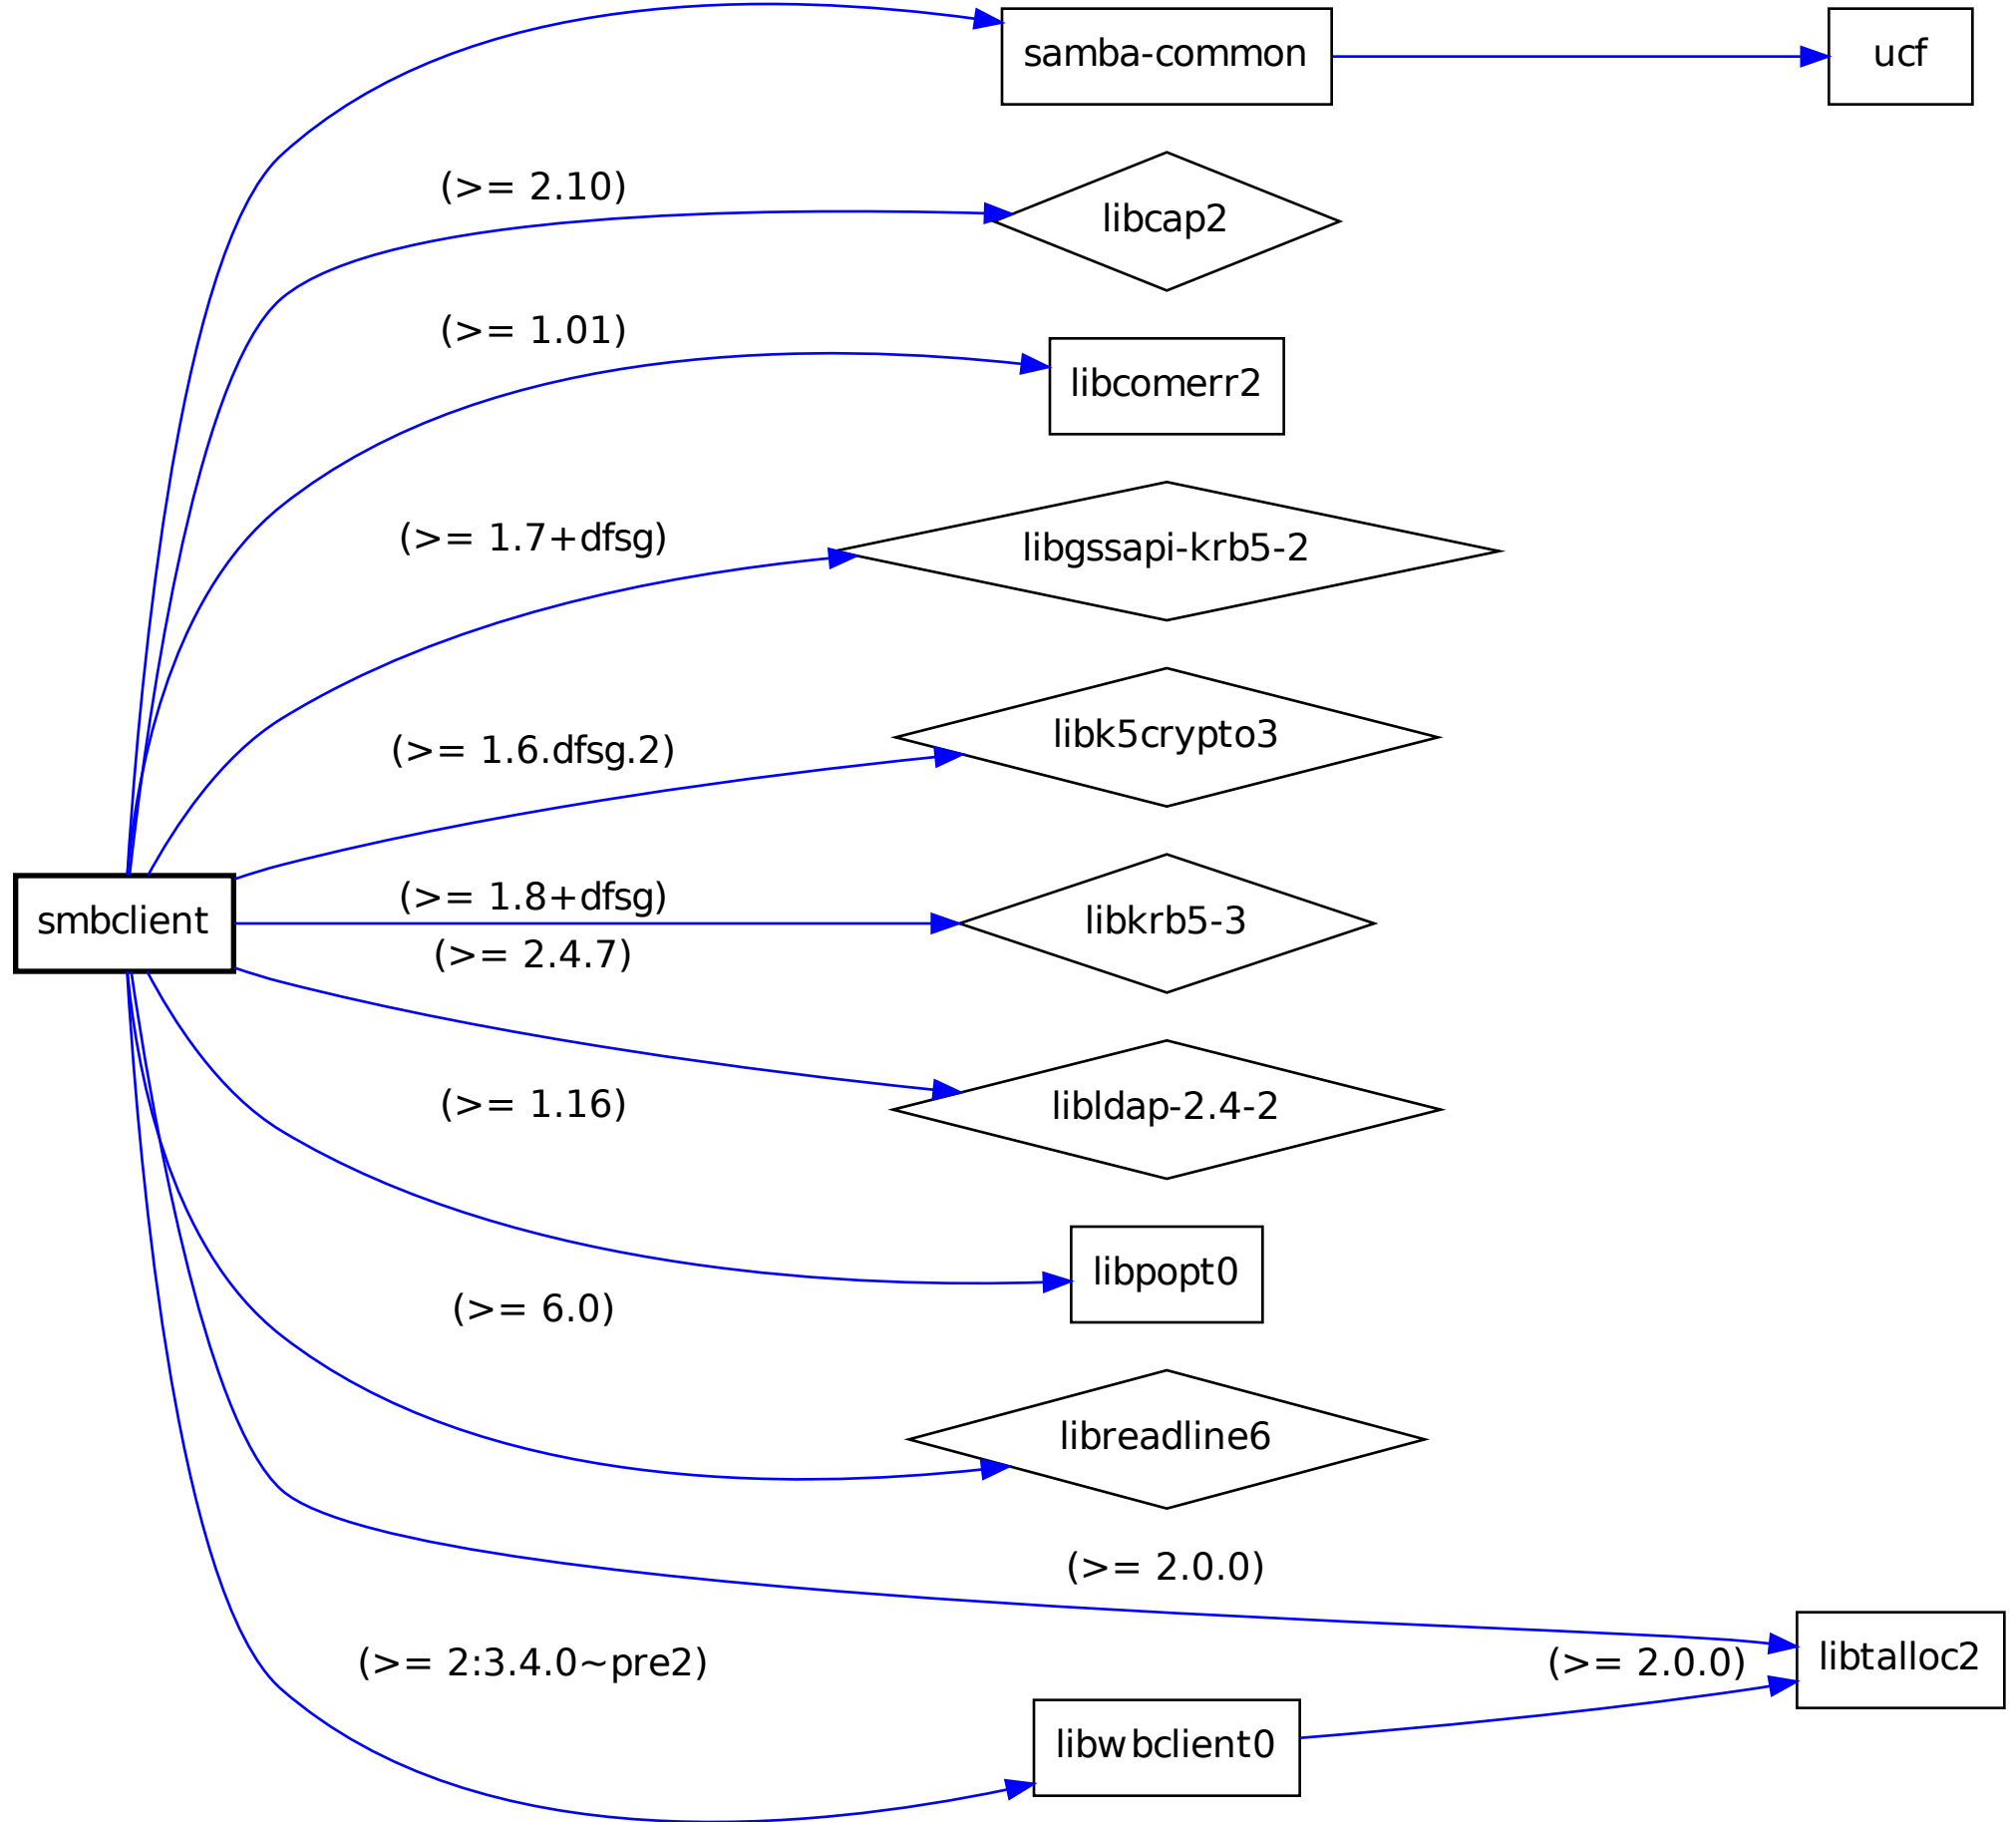 samba-common
ucf
(>= 2.10)
libcap2
(>= 1.01)
libcomerr2
(>= 1.7+dfsg)
libgssapi-krb5-2
(>= 1.6.dfsg.2)
libk5crypto3
smbclient
(>= 1.8+dfsg)
libkrb5-3
(>= 2.4.7)
libldap-2.4-2
(>= 1.16)
libpopt0
(>= 6.0)
libreadline6
(>= 2.0.0)
libtalloc2
(>= 2:3.4.0~pre2)
(>= 2.0.0)
libwbclient0